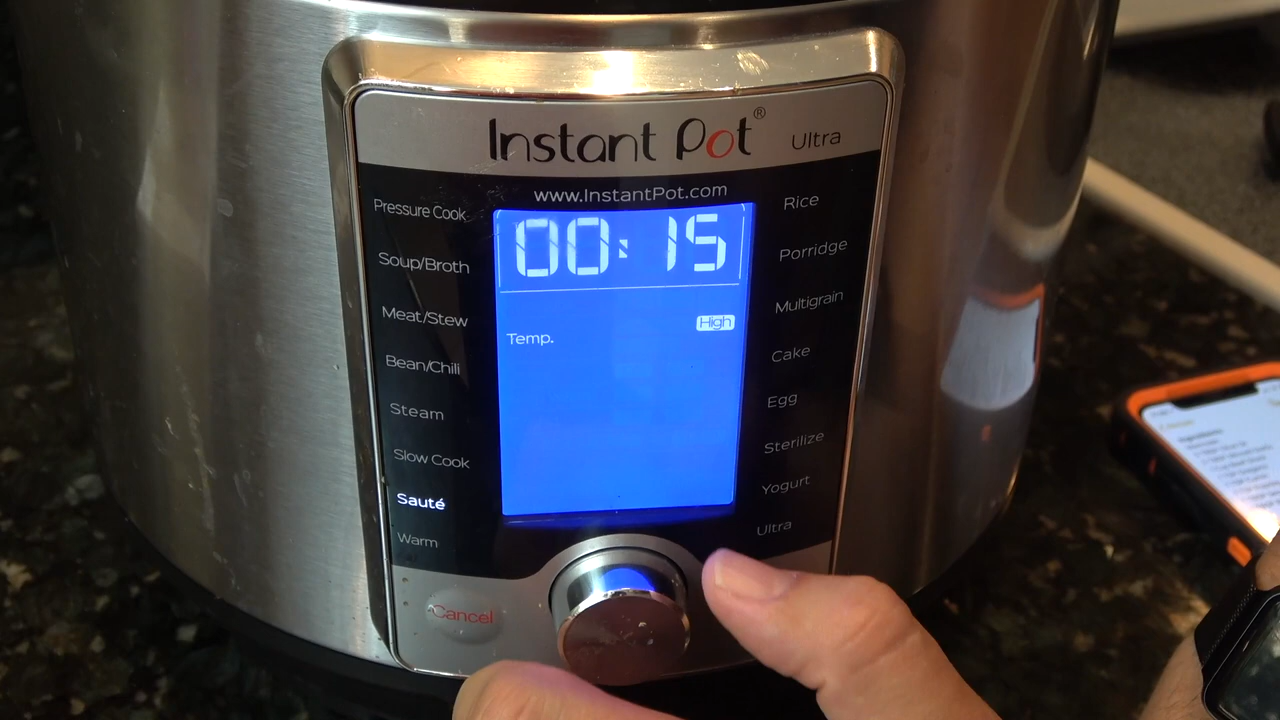 Instant Pot® Ultra
www.InstantPot.com
00:15
Temp.
High
Pressure Cook
Soup/Broth
Meat/Stew
Bean/Chili
Steam
Slow Cook
Sauté
Warm
Rice
Porridge
Multigrain
Cake
Egg
Sterilize
Yogurt
Ultra
Cancel